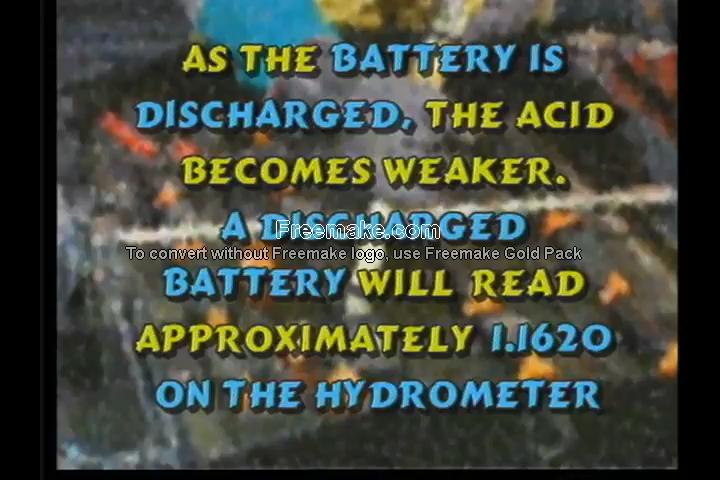 AS THE BATTERY IS
DISCHARGED, THE ACID
BECOMES WEAKER.
A DISCHARGED
Freemake.com
To convert without Freemake logo, use Freemake Gold Pack
BATTERY WILL READ
APPROXIMATELY 1.1620
ON THE HYDROMETER